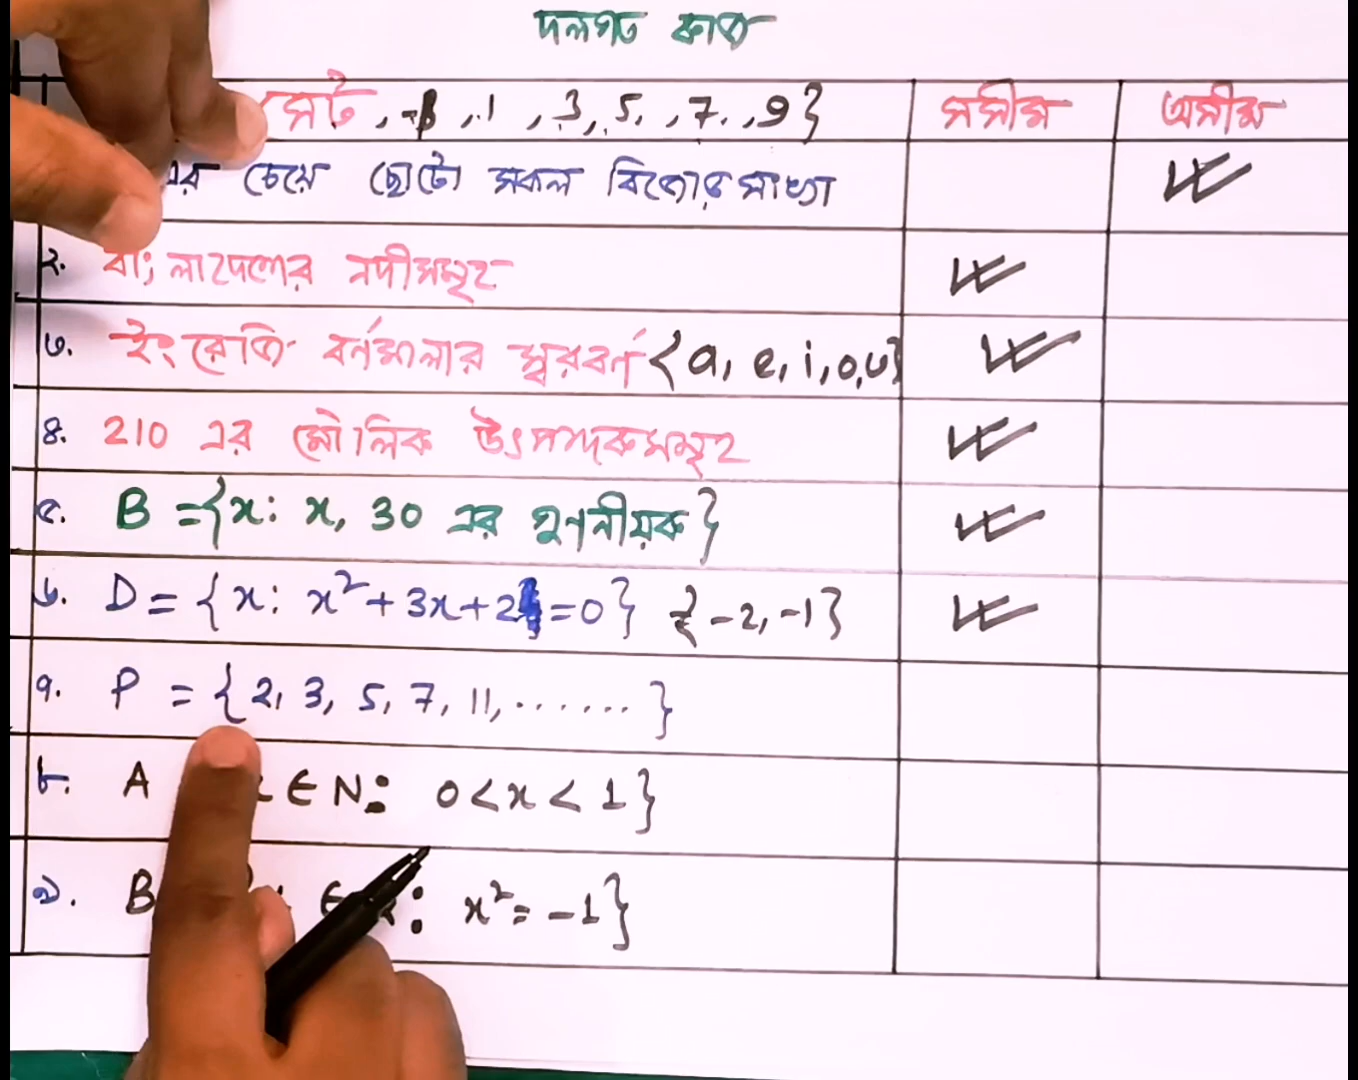 দলগত কাজ
সেট , -1 , 1 , 3, 5, , 7, , 9} সসীম অসীম
এর চেয়ে ছোটো সকল বিজোড় সংখ্যা
২. বাংলাদেশের নদীসমূহ
৩. ইংরেজি বর্ণমালার স্বরবর্ণ {a, e, i, o, u}
৪. 210 এর মৌলিক উৎপাদকসমূহ
৫. B = {x: x, 30 এর গুণনীয়ক}
৬. D = {x: x² + 3x + 2 = 0} {-2, -1}
৭. P = {2, 3, 5, 7, 11, ....... }
৮. A ∈ N: 0 < x < 1}
৯. B ∈ : x² = -1}